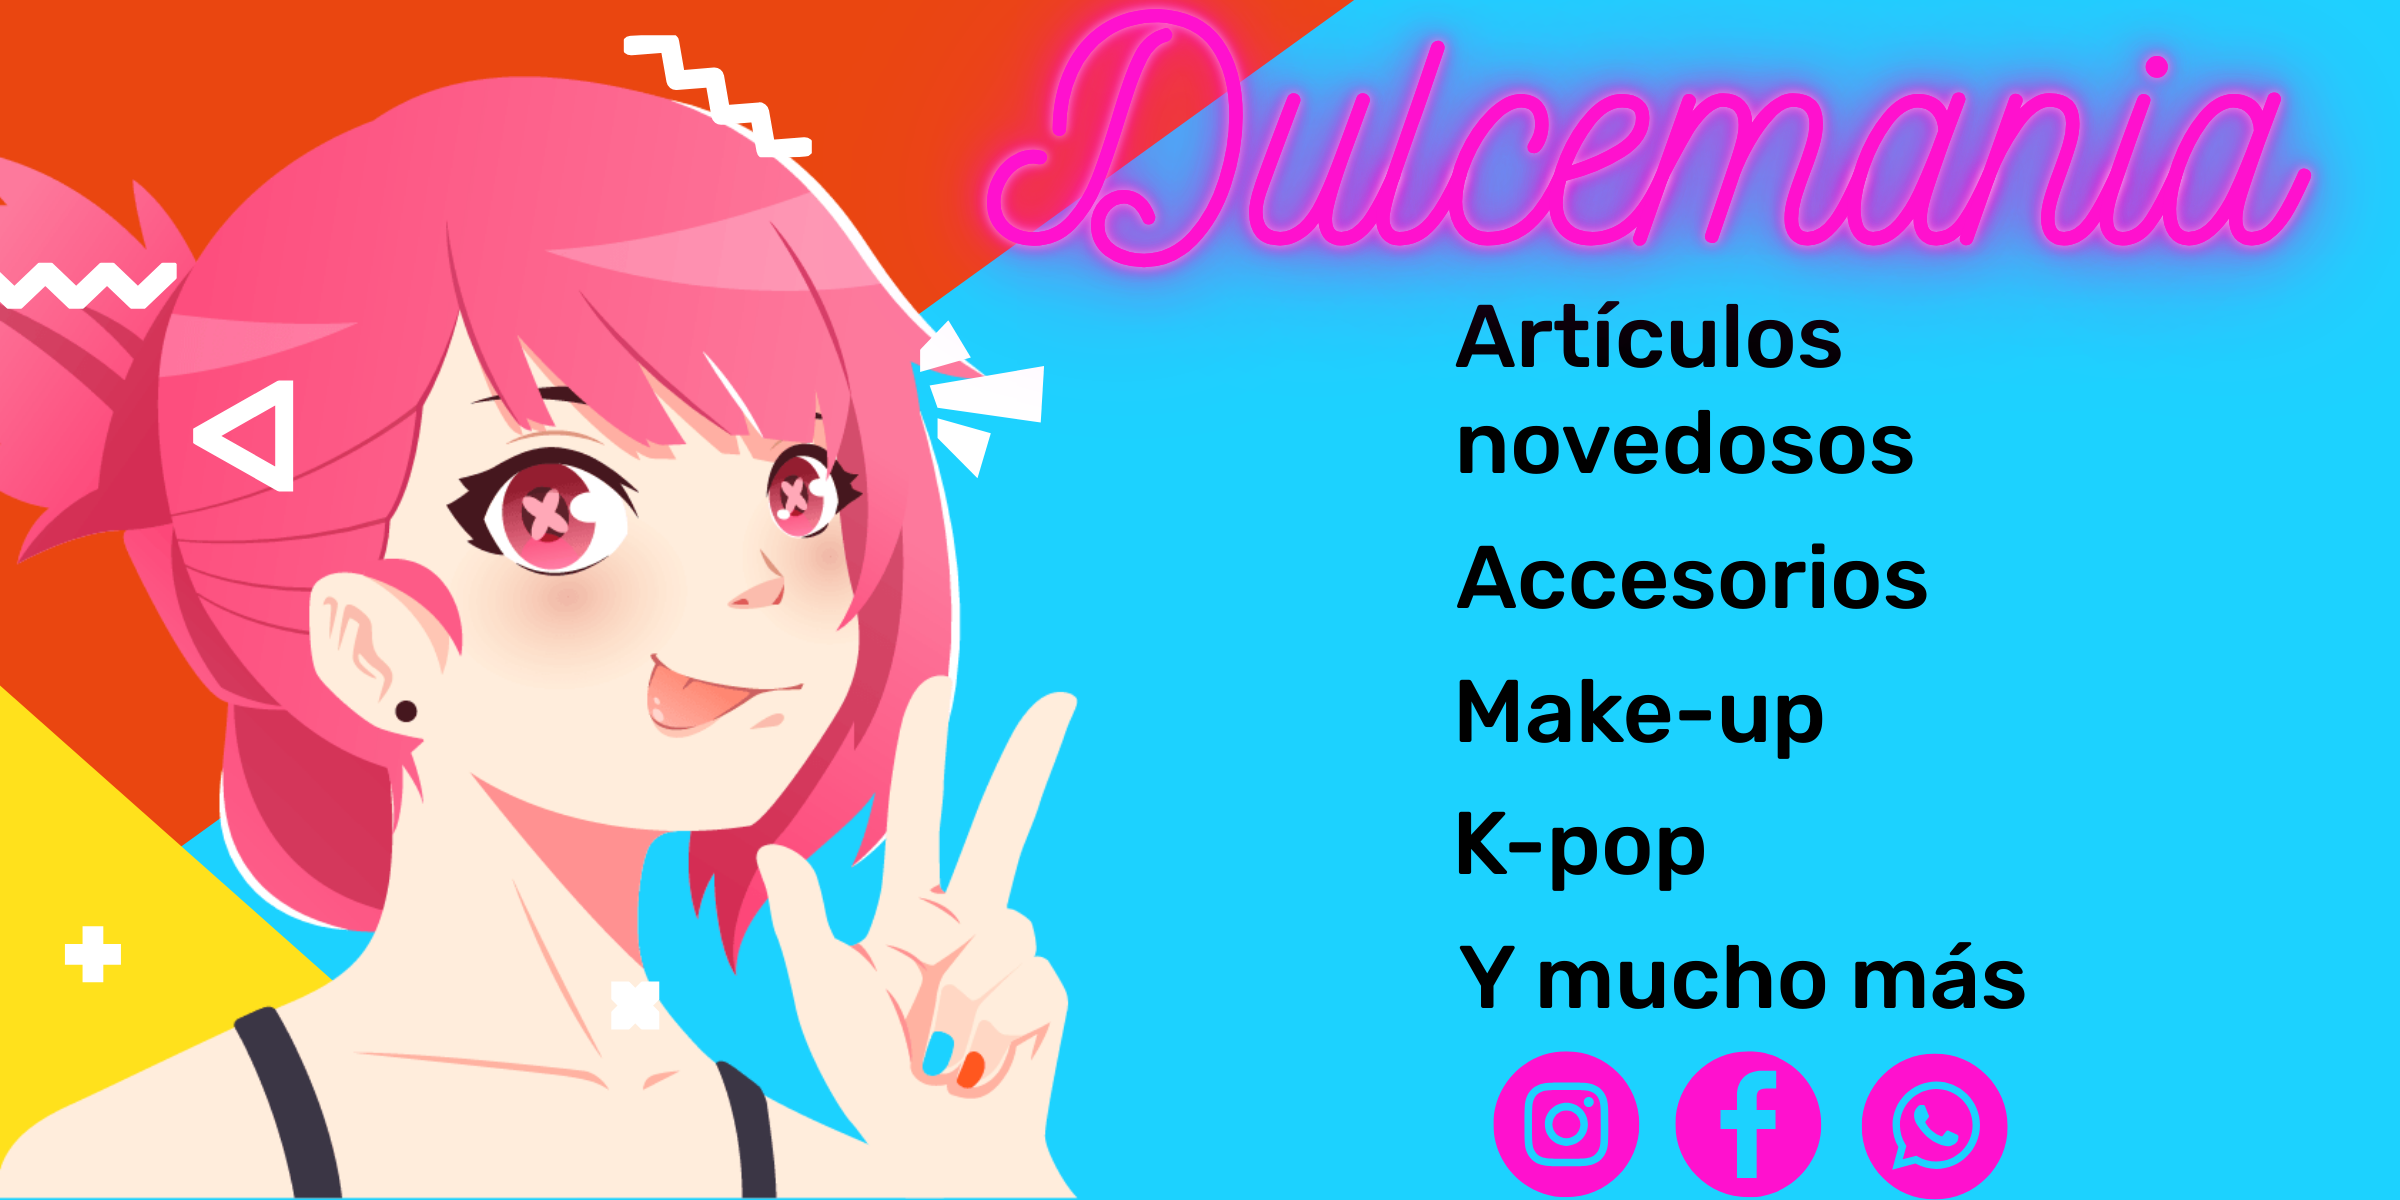 Dulcemania
Artículos
novedosos
Accesorios
Make-up
K-pop
Y mucho más